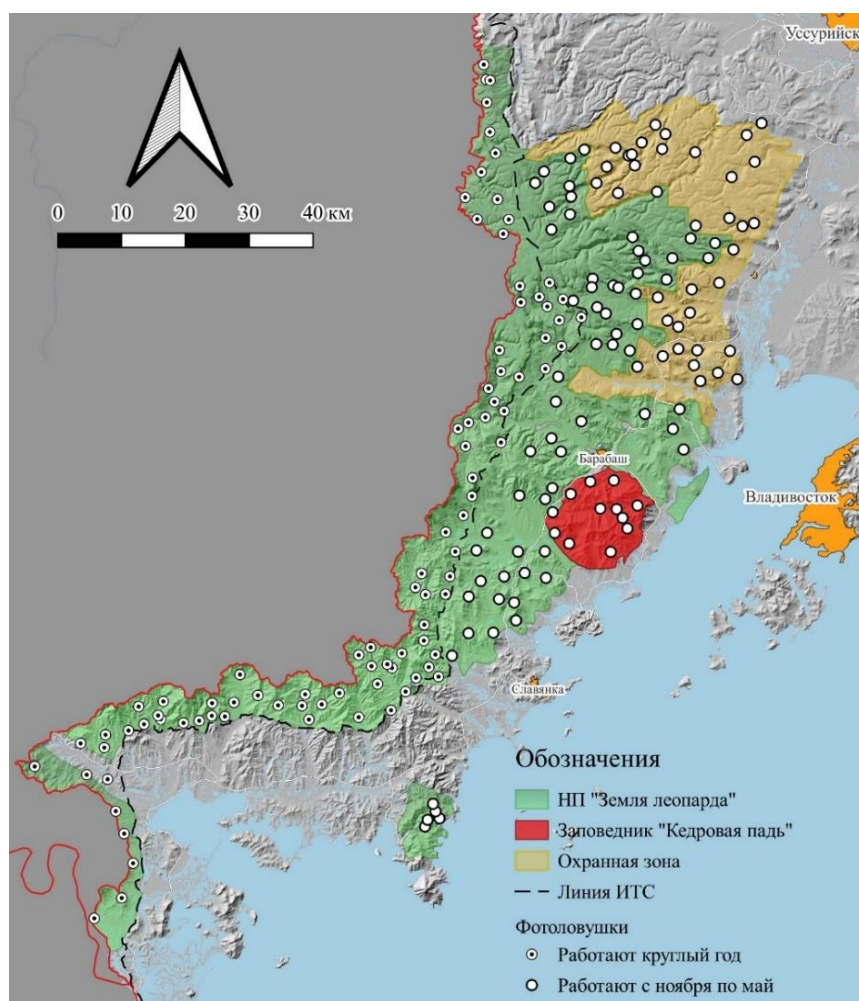 Уссурийск
0 10 20 30 40 км
Барабаш
Владивосток
Славянка
Обозначения
НП "Земля леопарда"
Заповедник "Кедровая падь"
Охранная зона
Линия ИТС
Фотоловушки
Работают круглый год
Работают с ноября по май